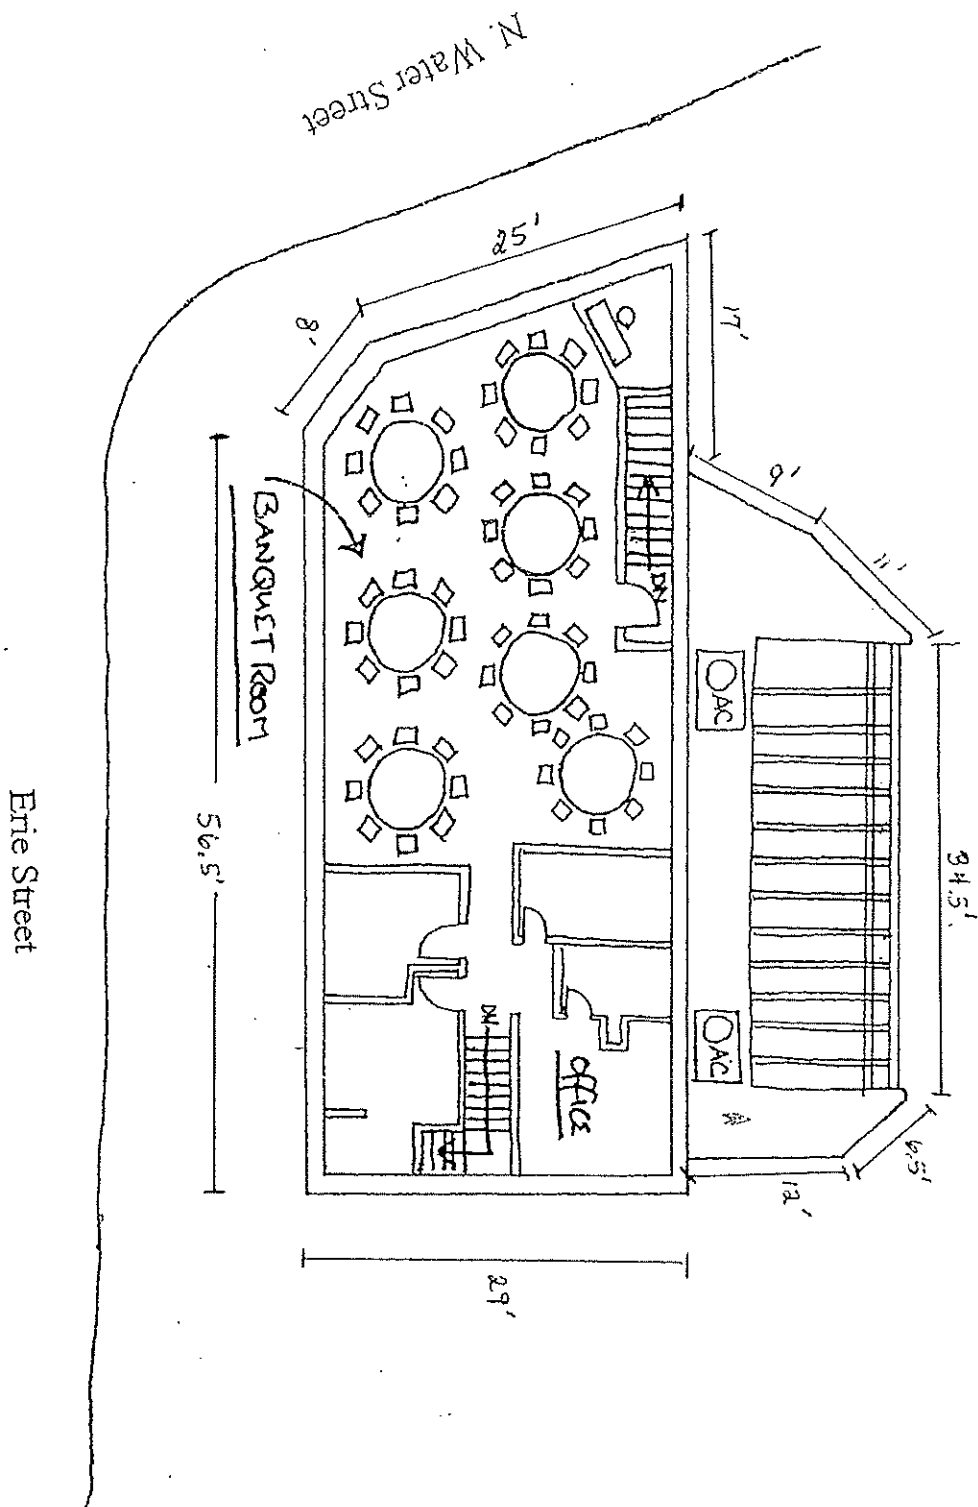 N. Water Street
25'
8'
17'
9'
11'
34.5'.
6.5'
12'
29'
56.5'
BANQUET ROOM
DN
AC
AC
OFFICE
DN
Erie Street